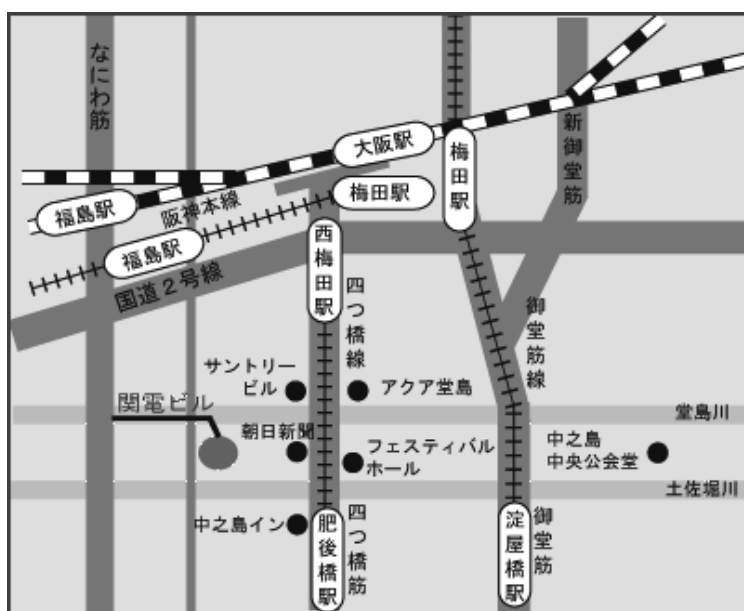 なにわ筋
新御堂筋
大阪駅
梅田駅
梅田駅
福島駅
阪神本線
福島駅
国道2号線
西梅田駅
四つ橋線
御堂筋線
サントリー
ビル
アクア堂島
関電ビル
堂島川
朝日新聞
フェスティバル
ホール
中之島
中央公会堂
土佐堀川
中之島イン
肥後橋駅
四つ橋筋
淀屋橋駅
御堂筋